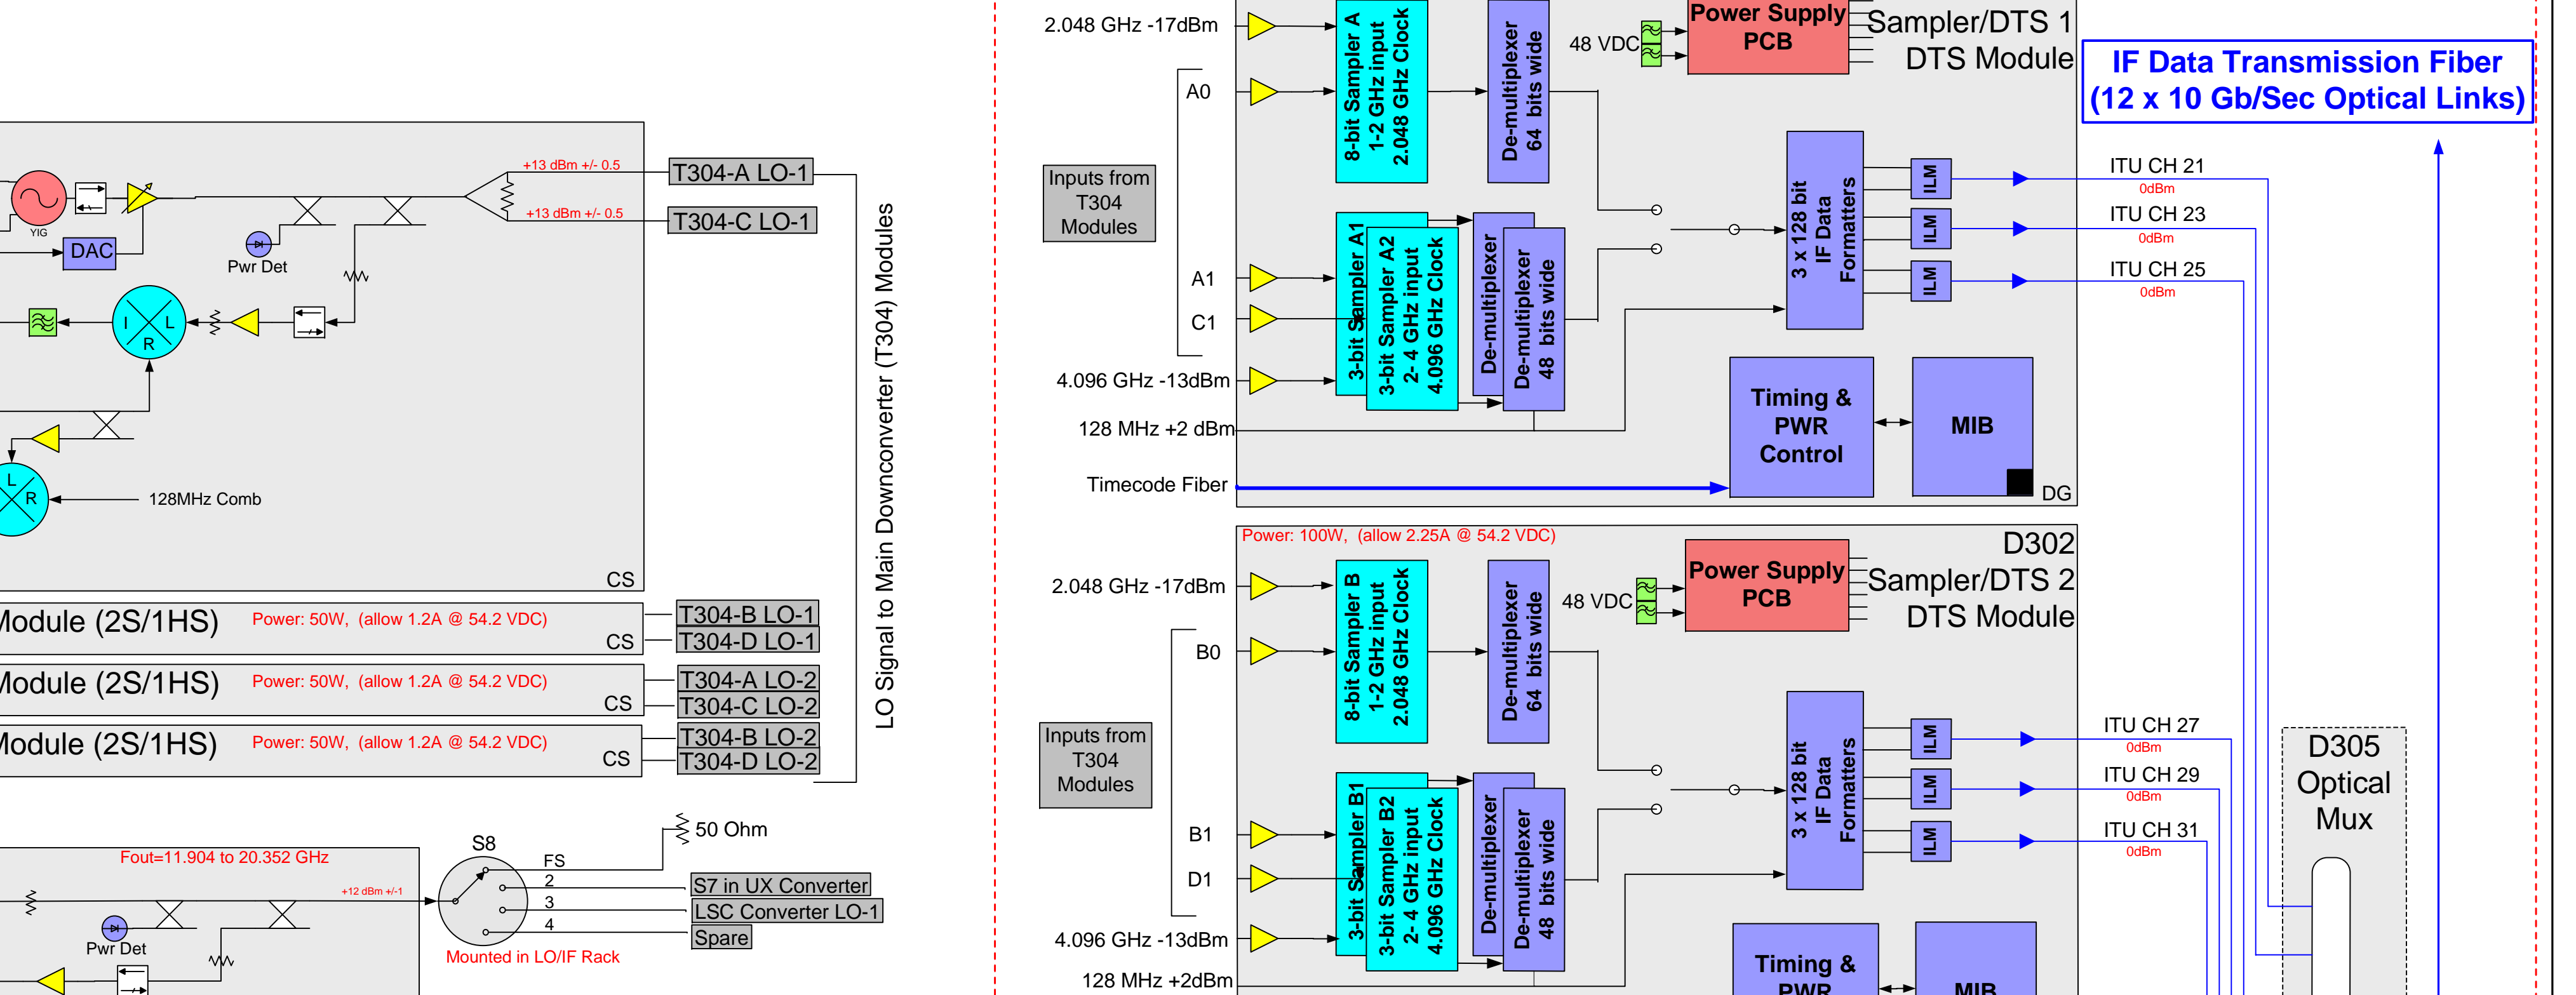 +13 dBm +/- 0.5
T304-A LO-1
+13 dBm +/- 0.5
T304-C LO-1
YIG
DAC
Pwr Det
I
L
R
L
R
128MHz Comb
CS
LO Signal to Main Downconverter (T304) Modules
Module (2S/1HS)
Power: 50W, (allow 1.2A @ 54.2 VDC)
CS
T304-B LO-1
T304-D LO-1
Module (2S/1HS)
Power: 50W, (allow 1.2A @ 54.2 VDC)
CS
T304-A LO-2
T304-C LO-2
Module (2S/1HS)
Power: 50W, (allow 1.2A @ 54.2 VDC)
CS
T304-B LO-2
T304-D LO-2
Fout=11.904 to 20.352 GHz
+12 dBm +/-1
Pwr Det
S8
FS
2
3
4
50 Ohm
S7 in UX Converter
LSC Converter LO-1
Spare
Mounted in LO/IF Rack
2.048 GHz -17dBm
A0
Inputs from
T304
Modules
A1
C1
4.096 GHz -13dBm
128 MHz +2 dBm
Timecode Fiber
8-bit Sampler A
1-2 GHz input
2.048 GHz Clock
De-multiplexer
64 bits wide
3-bit Sampler A1
3-bit Sampler A2
2- 4 GHz input
4.096 GHz Clock
De-multiplexer
De-multiplexer
48 bits wide
48 VDC
Power Supply
PCB
Sampler/DTS 1
DTS Module
3 x 128 bit
IF Data
Formatters
ILM
ILM
ILM
Timing &
PWR
Control
MIB
DG
IF Data Transmission Fiber
(12 x 10 Gb/Sec Optical Links)
ITU CH 21
0dBm
ITU CH 23
0dBm
ITU CH 25
0dBm
Power: 100W, (allow 2.25A @ 54.2 VDC)
D302
Sampler/DTS 2
DTS Module
2.048 GHz -17dBm
B0
Inputs from
T304
Modules
B1
D1
4.096 GHz -13dBm
128 MHz +2dBm
8-bit Sampler B
1-2 GHz input
2.048 GHz Clock
De-multiplexer
64 bits wide
3-bit Sampler B1
3-bit Sampler B2
2- 4 GHz input
4.096 GHz Clock
De-multiplexer
De-multiplexer
48 bits wide
48 VDC
Power Supply
PCB
3 x 128 bit
IF Data
Formatters
ILM
ILM
ILM
Timing &
PWR
MIB
ITU CH 27
0dBm
ITU CH 29
0dBm
ITU CH 31
0dBm
D305
Optical
Mux